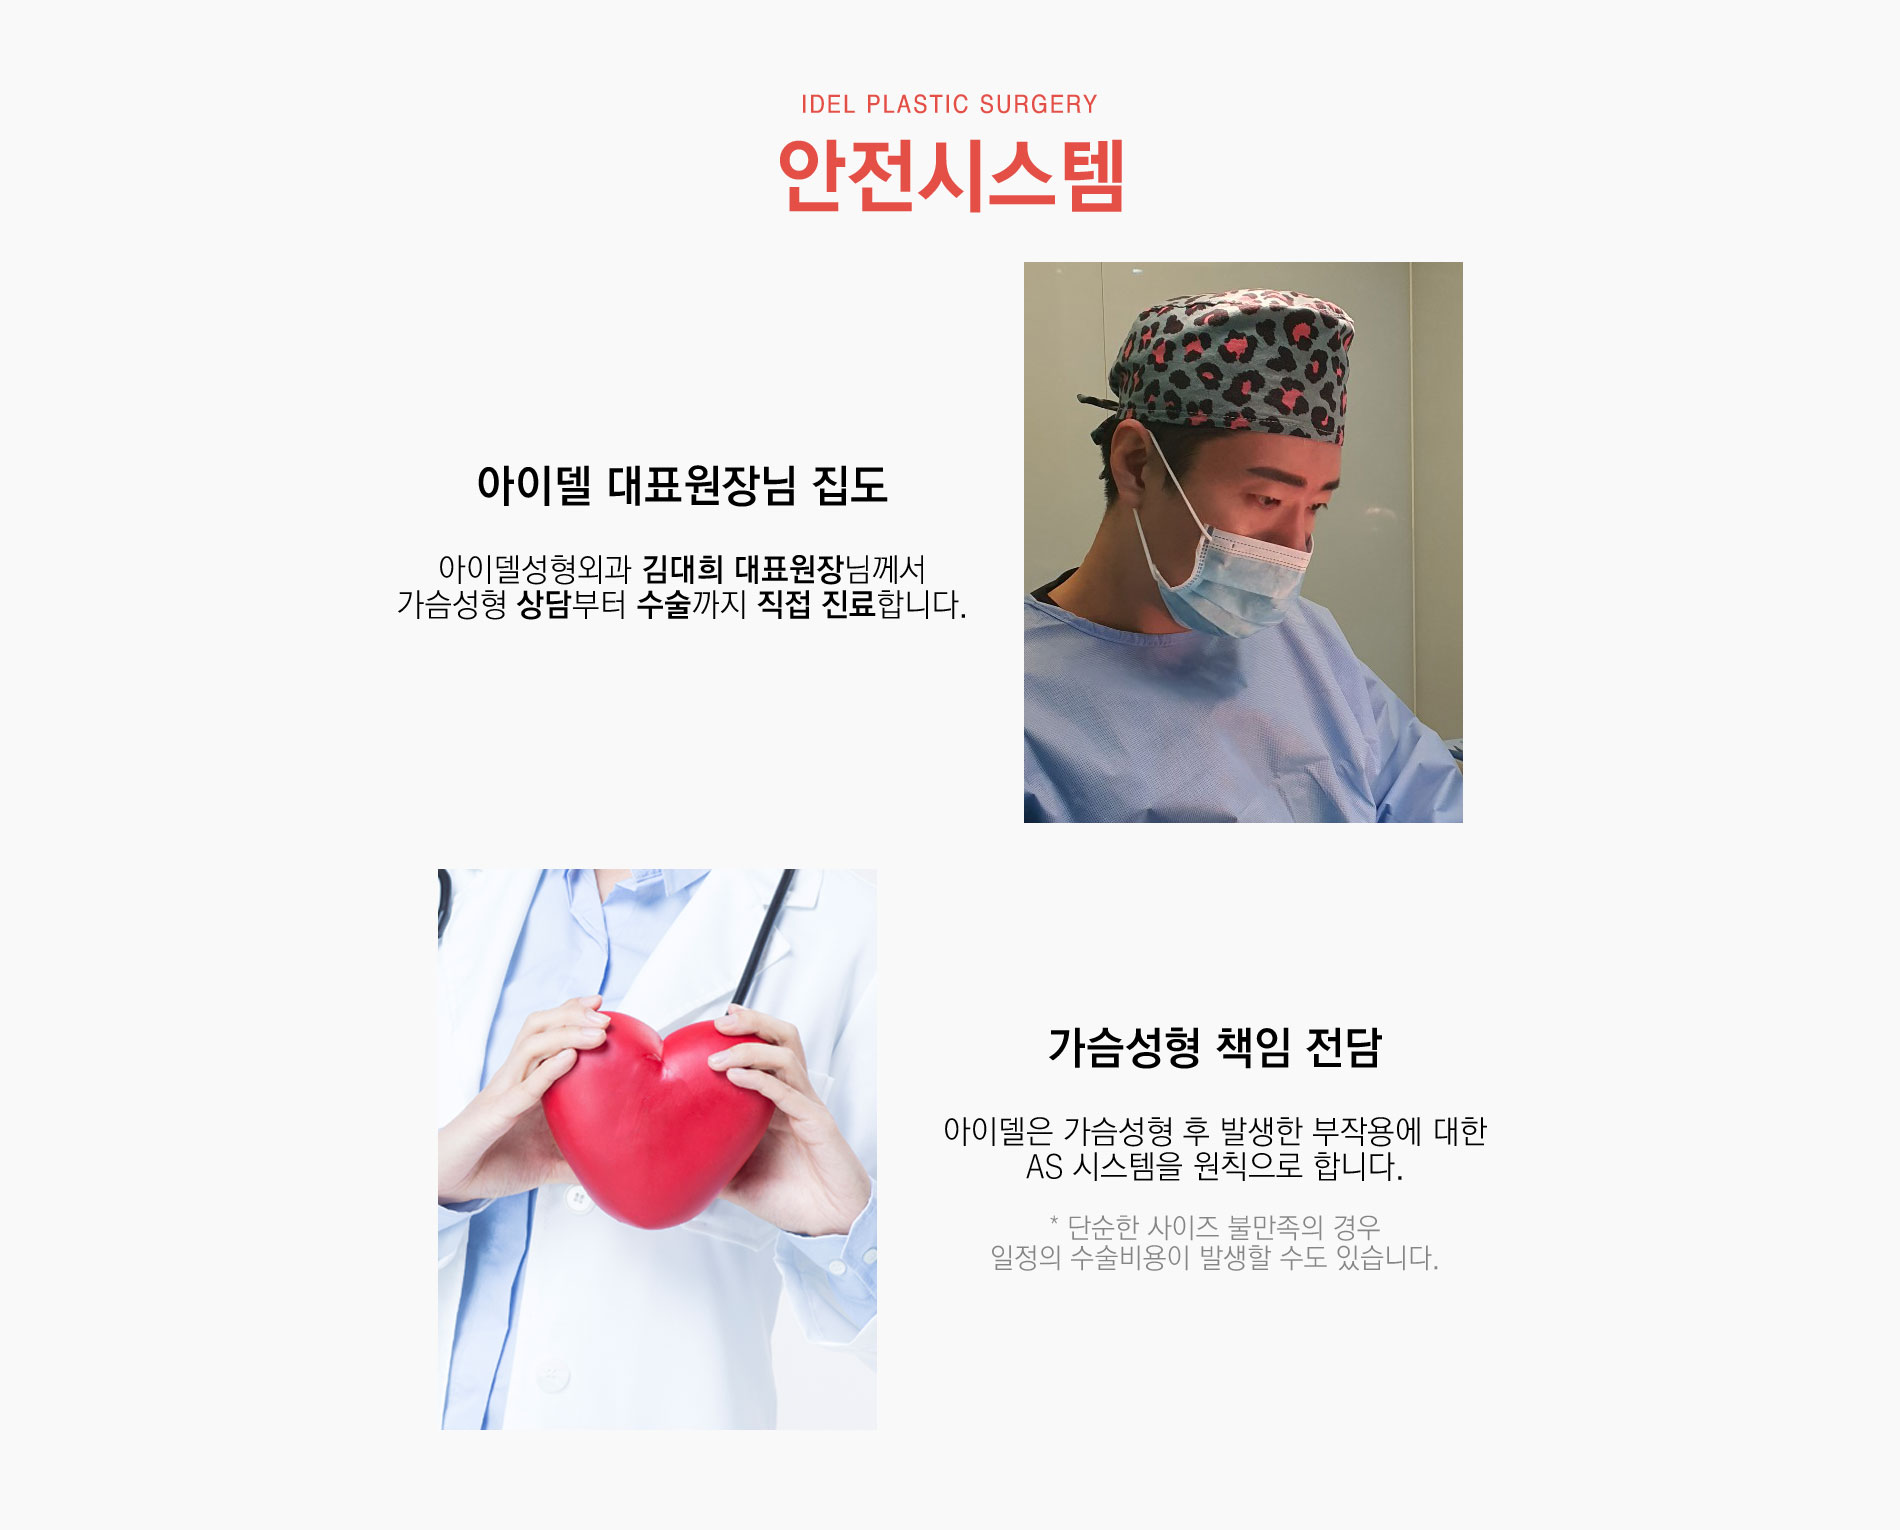 IDEL PLASTIC SURGERY
안전시스템
아이델 대표원장님 집도
아이델성형외과 김대희 대표원장님께서
가슴성형 상담부터 수술까지 직접 진료합니다.
가슴성형 책임 전담
아이델은 가슴성형 후 발생한 부작용에 대한
AS 시스템을 원칙으로 합니다.
* 단순한 사이즈 불만족의 경우
일정의 수술비용이 발생할 수도 있습니다.